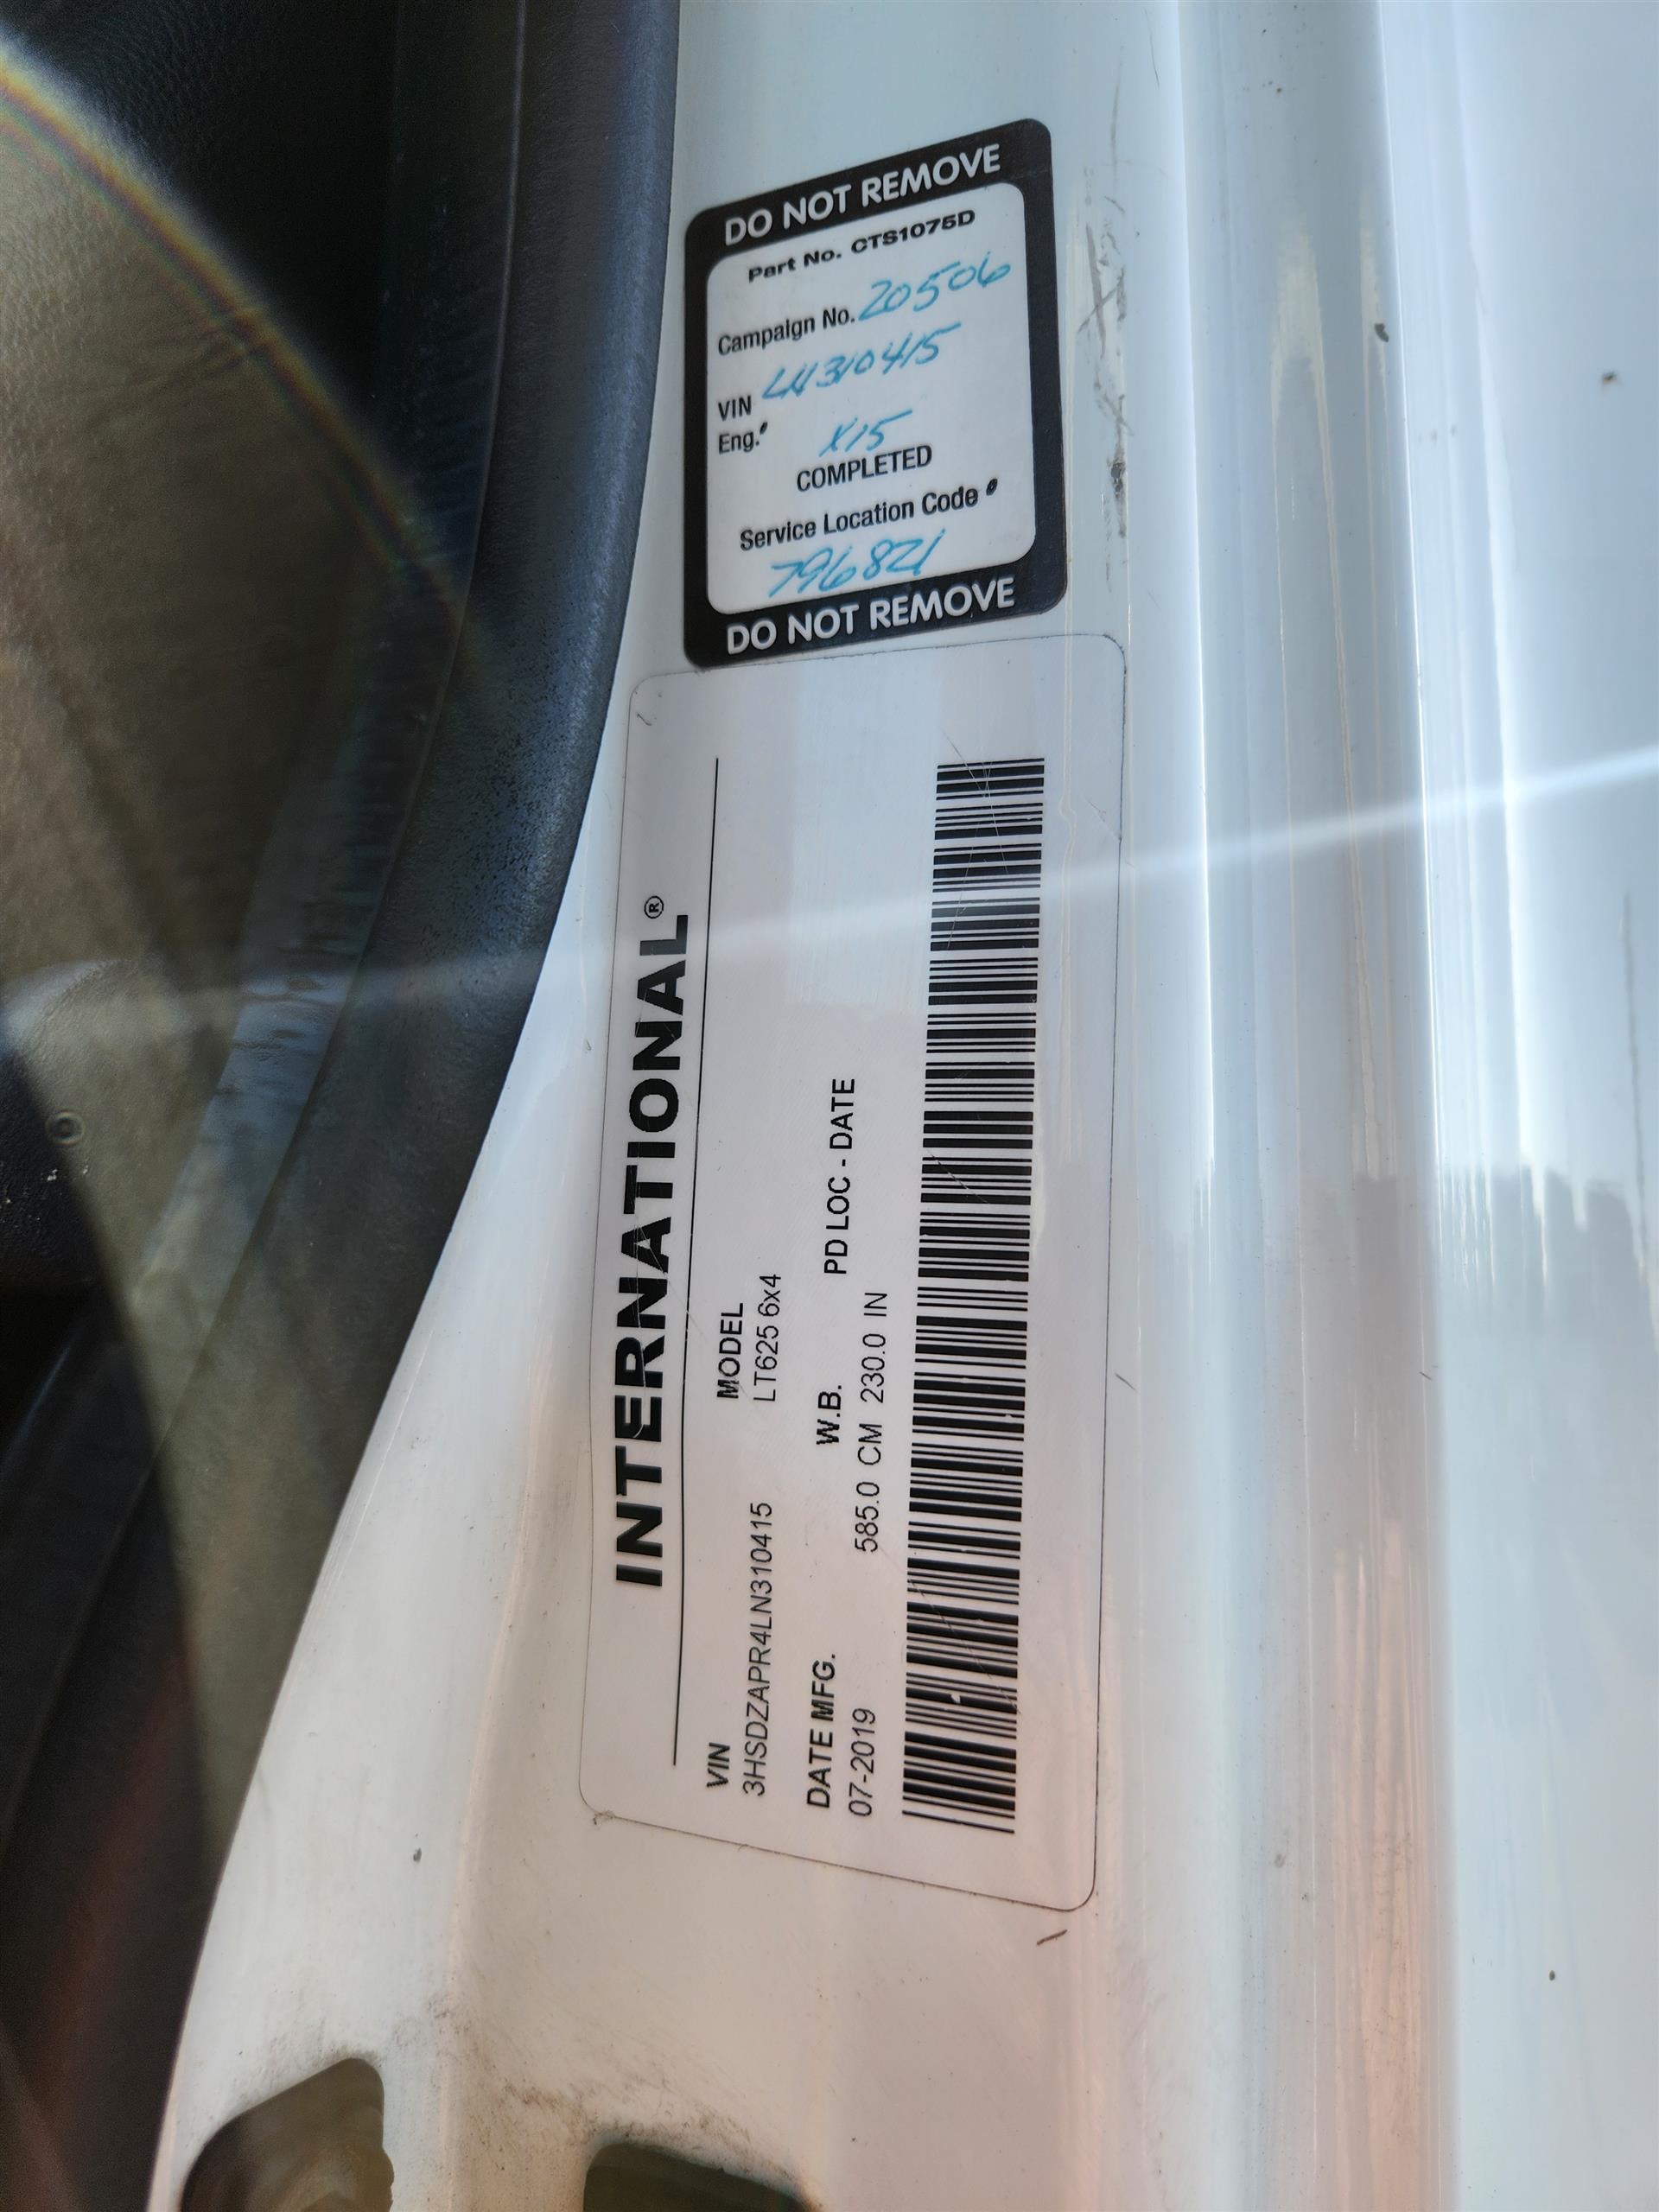 DO NOT REMOVE
Part No. CTS1075D
Campaign No. 20506
VIN LN310415
Eng.# X15
COMPLETED
Service Location Code #
796821
DO NOT REMOVE
INTERNATIONAL®
VIN MODEL
3HSDZAPR4LN310415 LT625 6x4
DATE MFG. W.B. PD LOC - DATE
07-2019 585.0 CM 230.0 IN